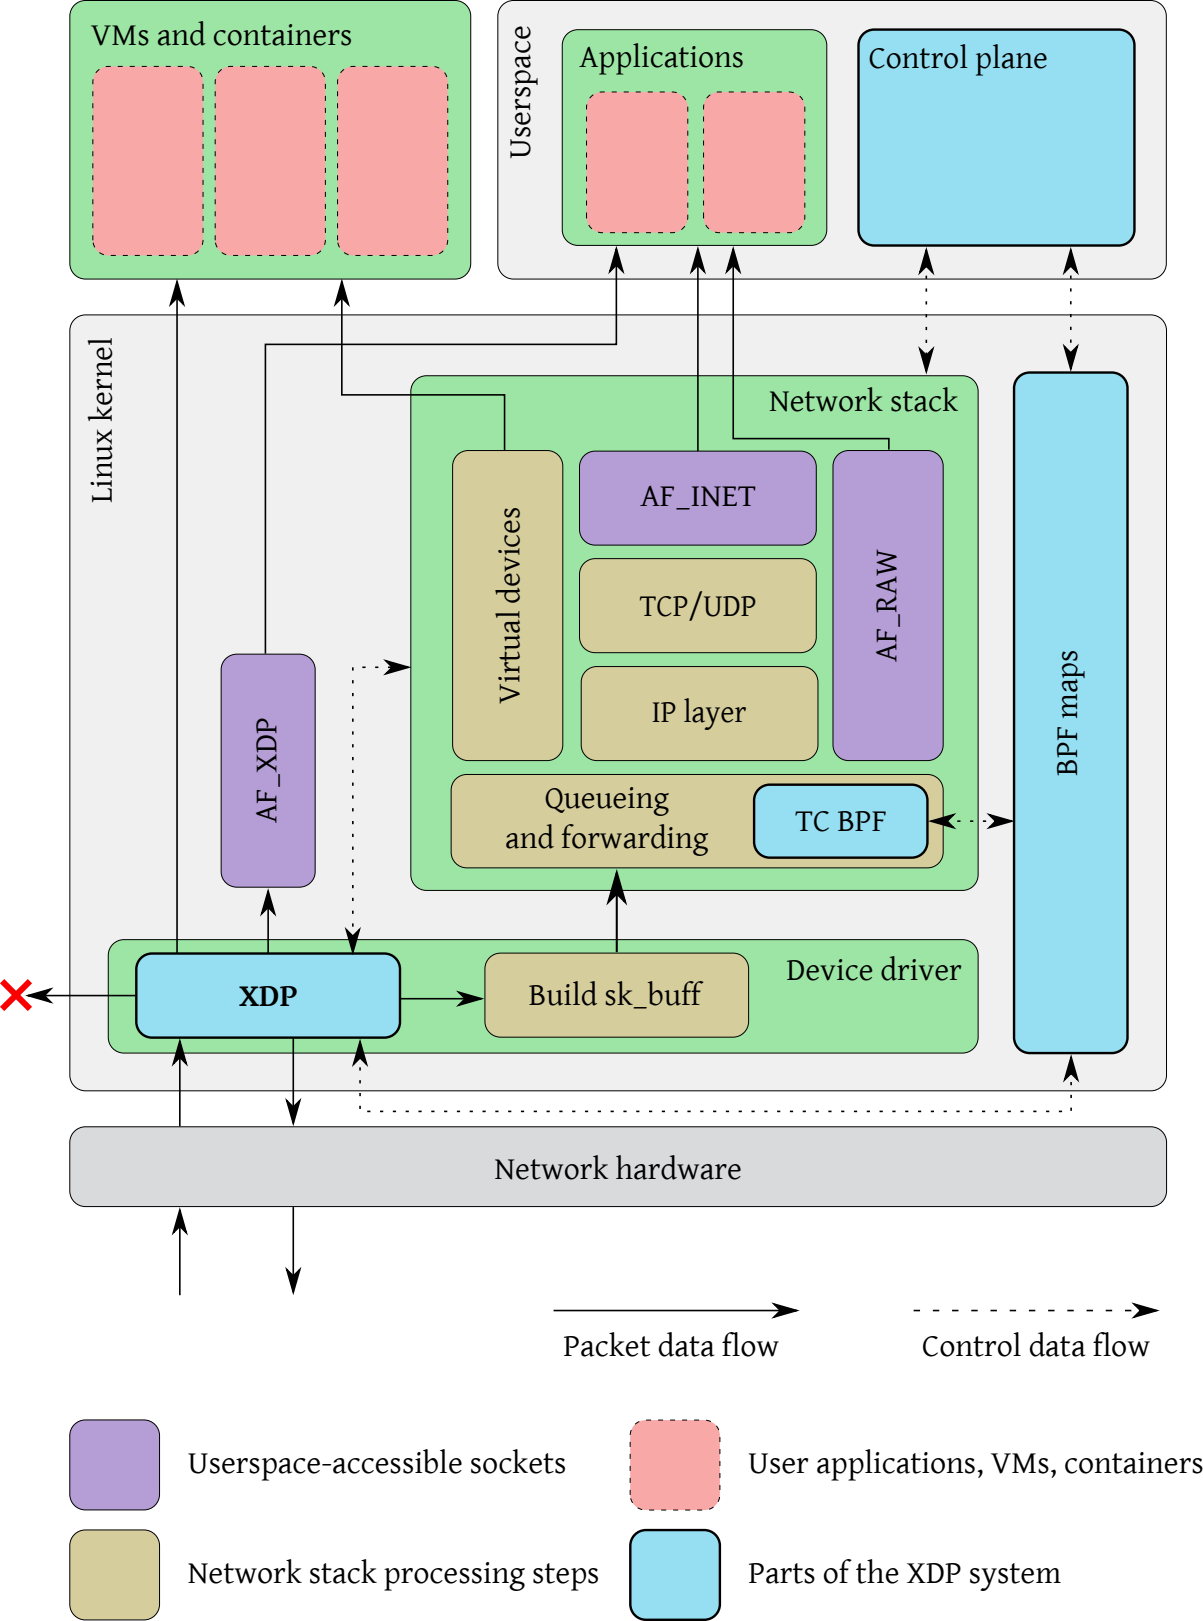 VMs and containers
Userspace
Applications
Control plane
Linux kernel
Network stack
Virtual devices
AF_INET
TCP/UDP
IP layer
AF_RAW
BPF maps
AF_XDP
Queueing
and forwarding
TC BPF
XDP
Build sk_buff
Device driver
Network hardware
Packet data flow
Control data flow
Userspace-accessible sockets
User applications, VMs, containers
Network stack processing steps
Parts of the XDP system